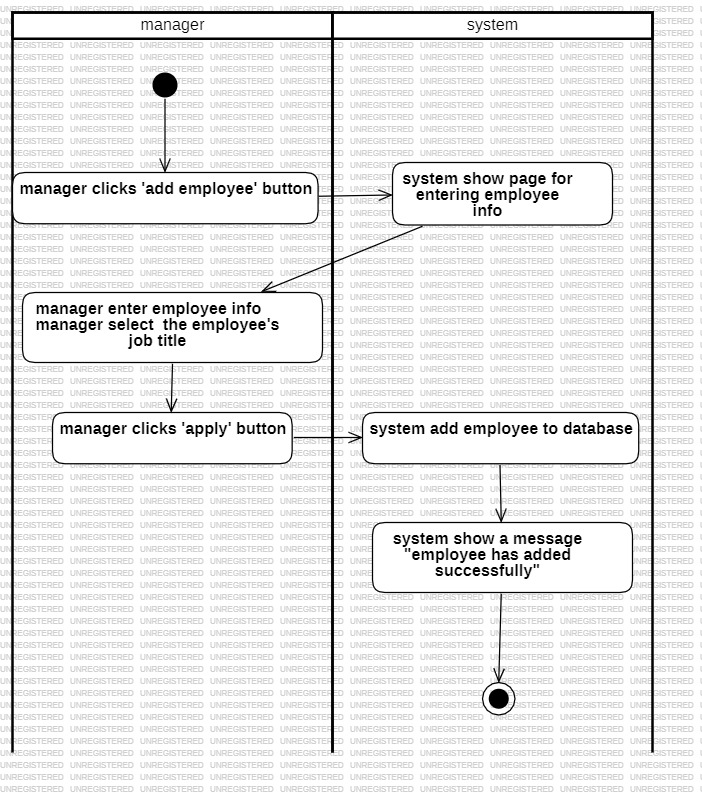 manager
system
manager clicks 'add employee' button
system show page for
entering employee
info
manager enter employee info
manager select  the employee's
job title
manager clicks 'apply' button
system add employee to database
system show a message
"employee has added
successfully"
UNREGISTERED